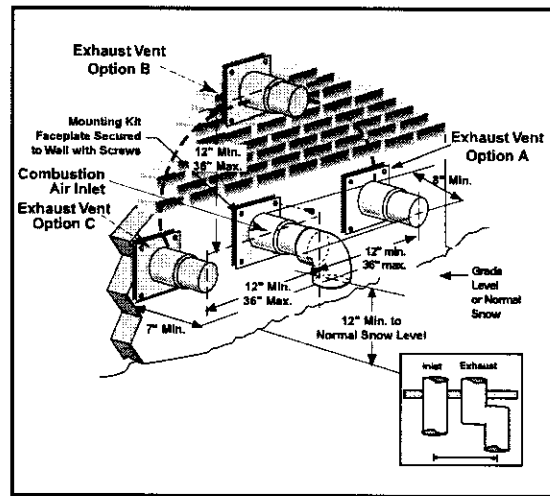 Exhaust Vent
Option B
Mounting Kit
Faceplate Secured
to Wall with Screws
12" Min.
36" Max.
Exhaust Vent
Option A
Combustion
Air Inlet
8" Min.
Exhaust Vent
Option C
12" min.
36" max.
12" Min.
36" Max.
Grade
Level
or Normal
Snow
7" Min.
12" Min to
Normal Snow Level
Inlet
Exhaust